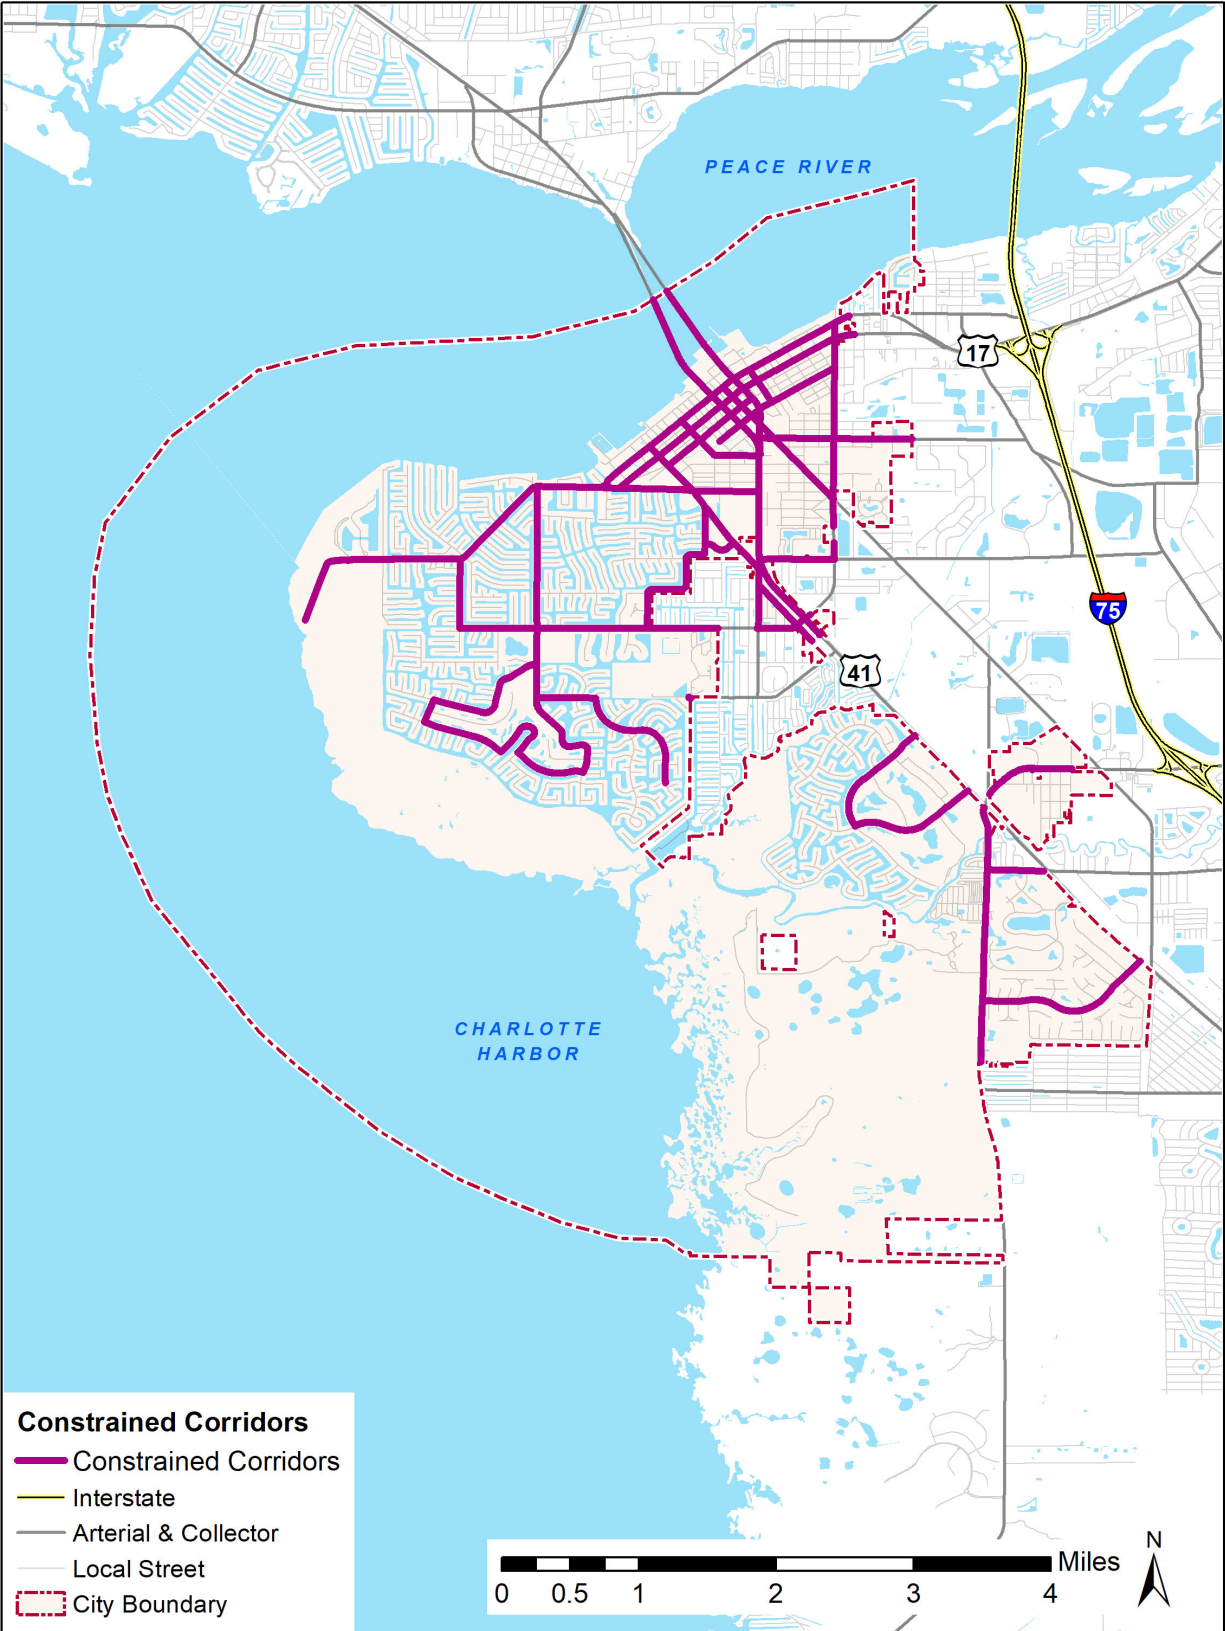 PEACE RIVER
17
75
41
CHARLOTTE
HARBOR
Constrained Corridors
Constrained Corridors
Interstate
Arterial & Collector
Local Street
City Boundary
N
Miles
0 0.5 1 2 3 4